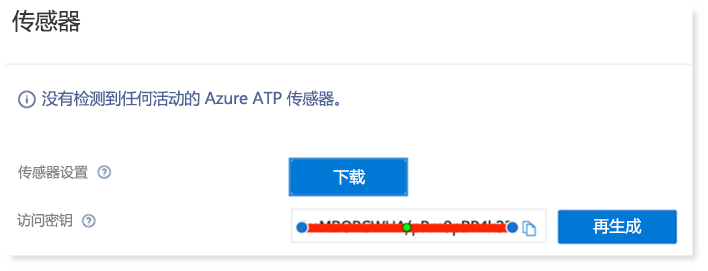 传感器
没有检测到任何活动的 Azure ATP 传感器。
传感器设置
下载
访问密钥
再生成